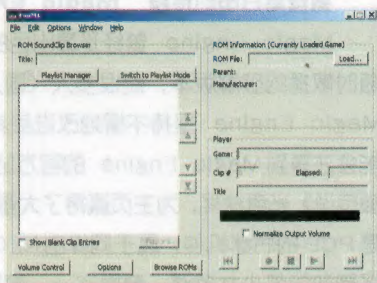 File Edit Options Window Help
ROM SoundClip Browser
Title:
Playlist Manager
Switch to Playlist Mode
Show Blank Clip Entries
Volume Control
Options
Browse ROMs
ROM Information (Currently Loaded Game)
ROM File:
Load...
Parent:
Manufacturer:
Player
Game:
Clip #
Elapsed:
Title
Normalize Output Volume